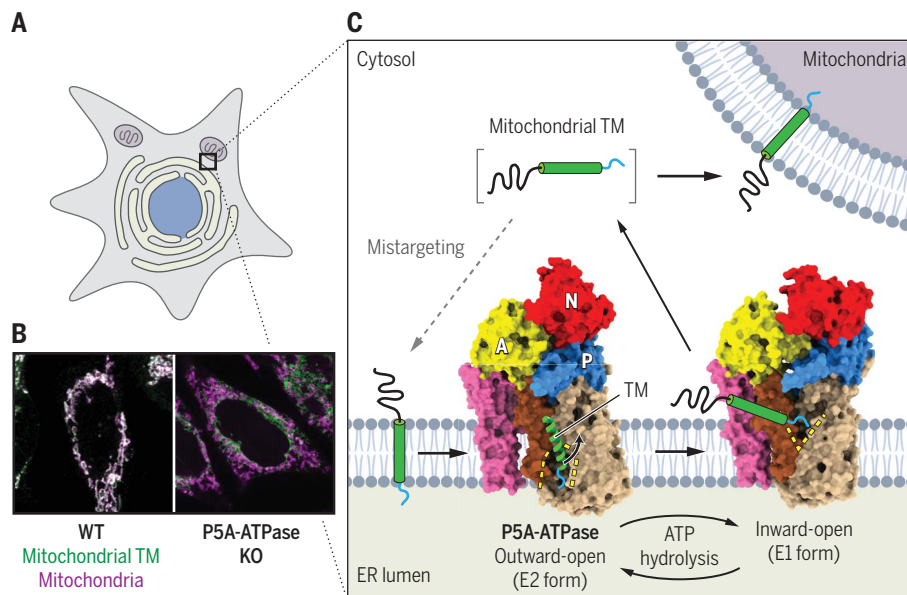 A
B
WT
Mitochondrial TM
Mitochondria
P5A-ATPase
KO
C
Cytosol
Mitochondria
Mitochondrial TM
Mistargeting
N
A
P
TM
P5A-ATPase
Outward-open
(E2 form)
ATP
hydrolysis
Inward-open
(E1 form)
ER lumen